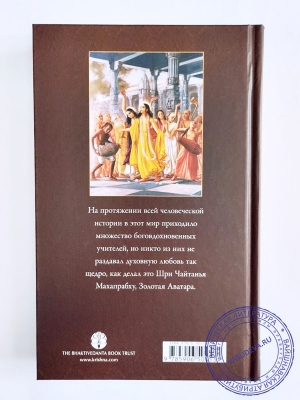 На протяжении всей человеческой
истории в этот мир приходило
множество боговдохновенных
учителей, но никто из них не
раздавал духовную любовь так
щедро, как делал это Шри Чайтанья
Махапрабху, Золотая Аватара.
THE BHAKTIVEDANTA BOOK TRUST
www.krishna.com